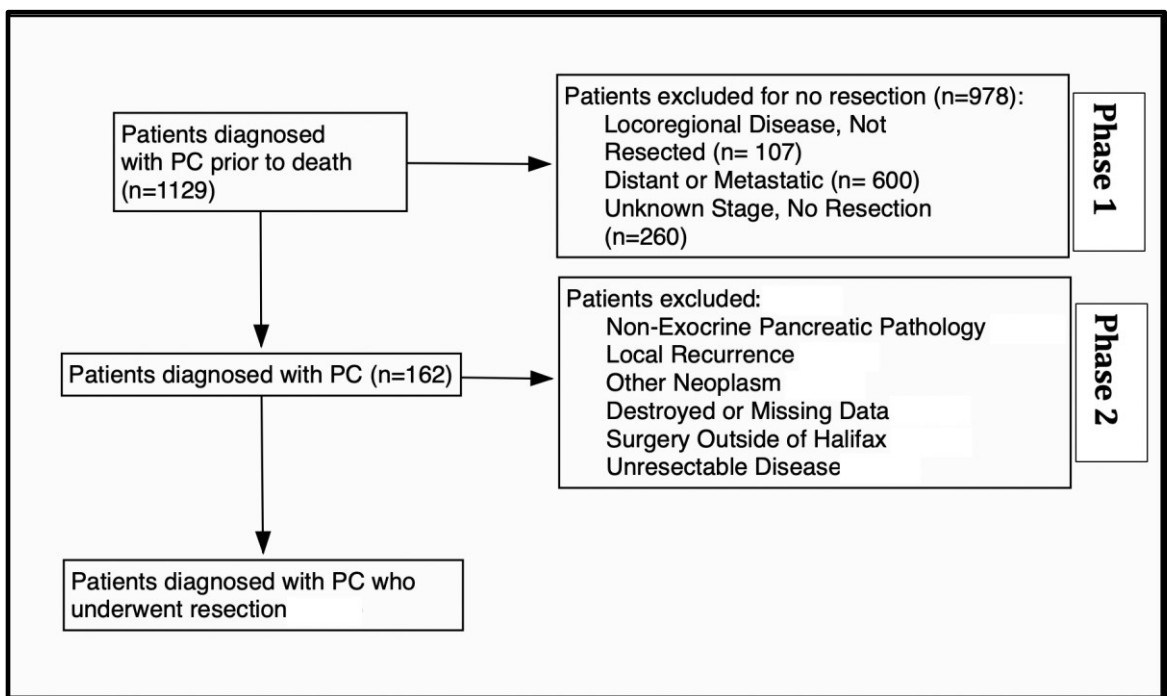 Patients diagnosed
with PC prior to death
(n=1129)
Patients excluded for no resection (n=978):
Locoregional Disease, Not
Resected (n= 107)
Distant or Metastatic (n= 600)
Unknown Stage, No Resection
(n=260)
Phase 1
Patients diagnosed with PC (n=162)
Patients excluded:
Non-Exocrine Pancreatic Pathology
Local Recurrence
Other Neoplasm
Destroyed or Missing Data
Surgery Outside of Halifax
Unresectable Disease
Phase 2
Patients diagnosed with PC who
underwent resection